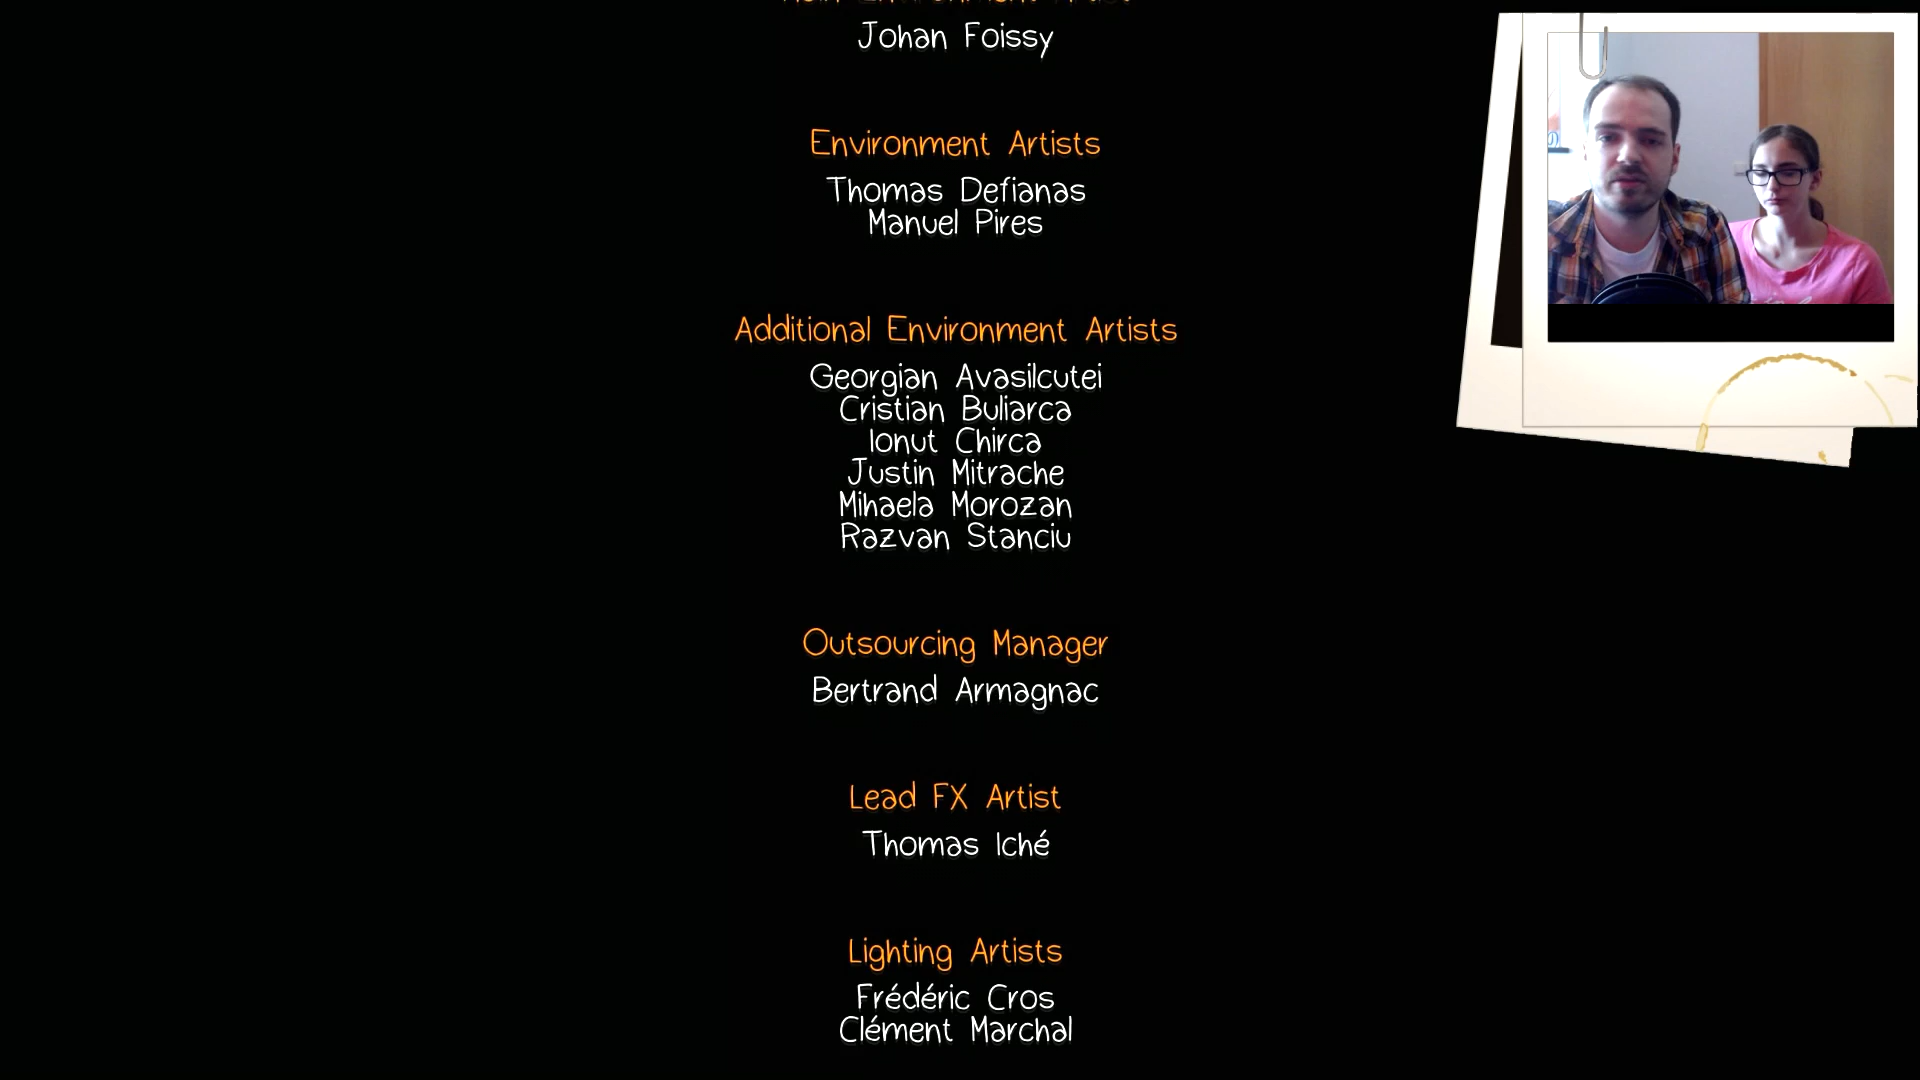 Johan Foissy
Environment Artists
Thomas Defianas
Manuel Pires
Additional Environment Artists
Georgian Avasilcutei
Cristian Buliarca
Ionut Chirca
Justin Mitrache
Mihaela Morozan
Razvan Stanciu
Outsourcing Manager
Bertrand Armagnac
Lead FX Artist
Thomas Iché
Lighting Artists
Frédéric Cros
Clément Marchal